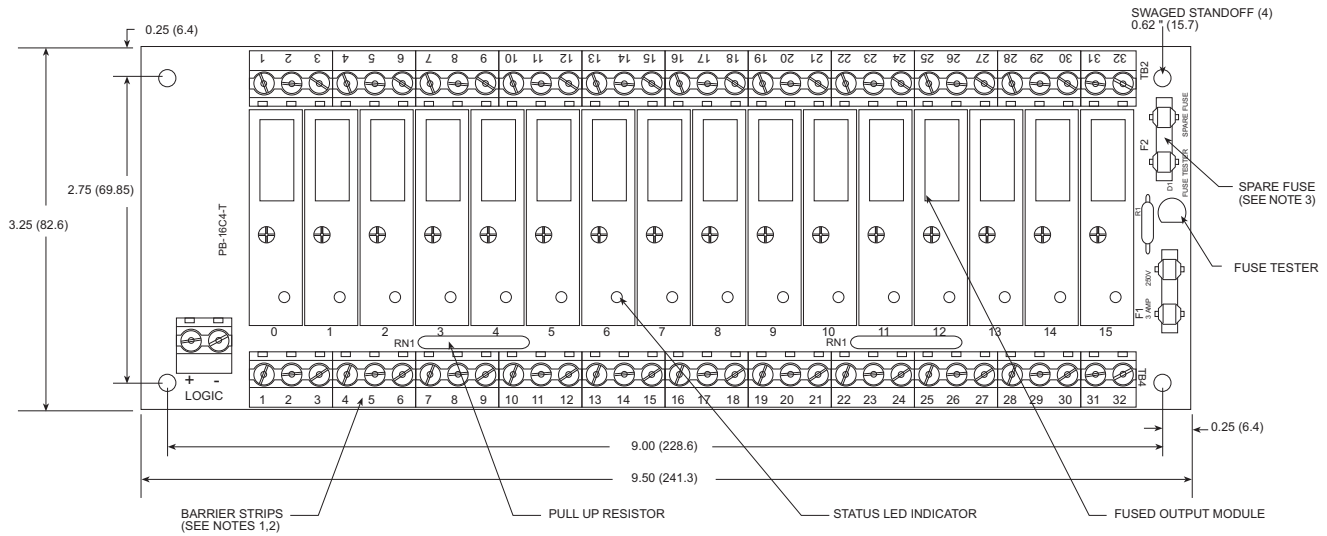 SWAGED STANDOFF (4)
0.62 " (15.7)
0.25 (6.4)
1 2 3 4 5 6 7 8 9 10 11 12 13 14 15 16 17 18 19 20 21 22 23 24 25 26 27 28 29 30 31 32
TB2
SPARE FUSE
F2
FUSE TESTER
D1
SPARE FUSE
(SEE NOTE 3)
2.75 (69.85)
3.25 (82.6)
PB-16C4-T
R1
FUSE TESTER
250V
3 AMP
F1
0 1 2 3 4 5 6 7 8 9 10 11 12 13 14 15
RN1
RN1
+ -
LOGIC
TB4
1 2 3 4 5 6 7 8 9 10 11 12 13 14 15 16 17 18 19 20 21 22 23 24 25 26 27 28 29 30 31 32
0.25 (6.4)
9.00 (228.6)
9.50 (241.3)
BARRIER STRIPS
(SEE NOTES 1,2)
PULL UP RESISTOR
STATUS LED INDICATOR
FUSED OUTPUT MODULE